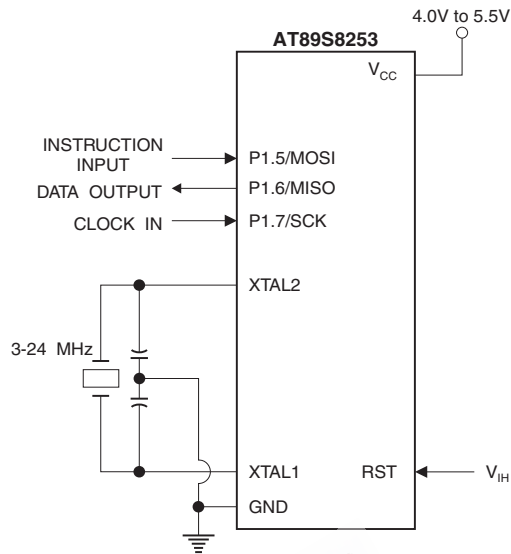 4.0V to 5.5V
AT89S8253
VCC
INSTRUCTION
INPUT
P1.5/MOSI
DATA OUTPUT
P1.6/MISO
CLOCK IN
P1.7/SCK
XTAL2
3-24 MHz
XTAL1
RST
VIH
GND